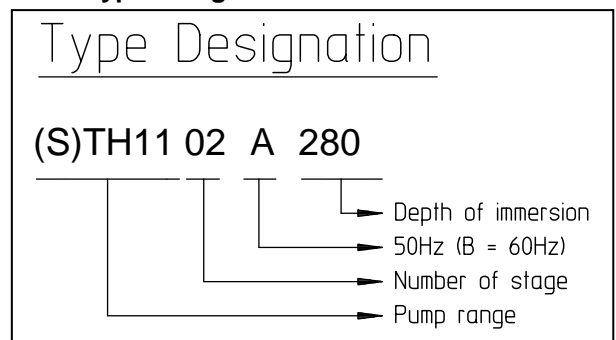 Type Designation
(S)TH11 02 A 280
Depth of immersion
50Hz (B = 60Hz)
Number of stage
Pump range